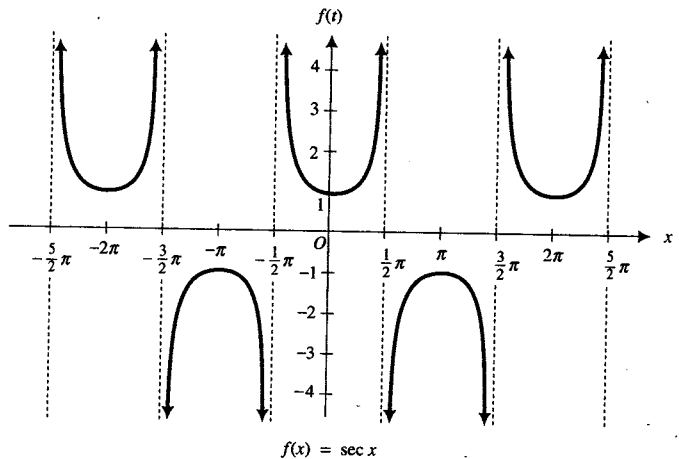 f(t)
4
3
2
1
O
x
-5/2 π
-2π
-3/2 π
-π
-1/2 π
1/2 π
π
3/2 π
2π
5/2 π
-1
-2
-3
-4
f(x) = sec x